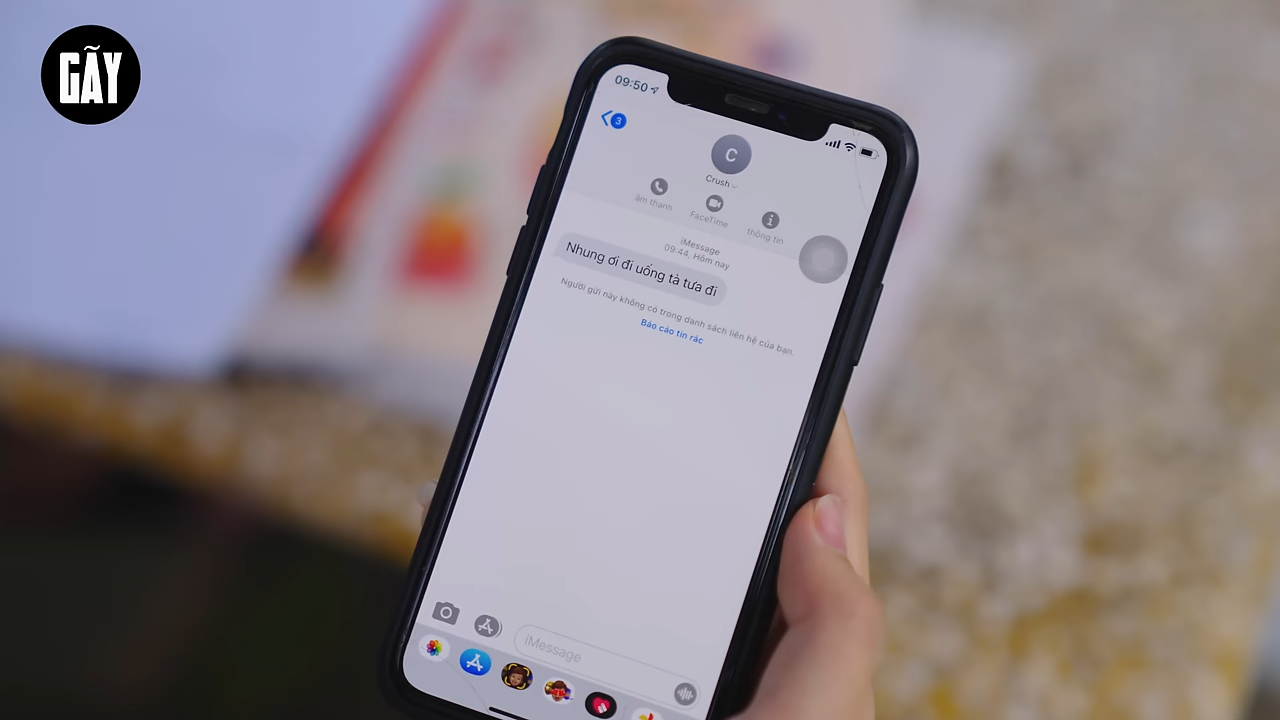 GÃY
09:50
3
C
Crush
âm thanh
FaceTime
thông tin
iMessage
09:44, Hôm nay
Nhung ơi đi uống tà tưa đi
Người gửi này không có trong danh sách liên hệ của bạn.
Báo cáo tin rác
iMessage